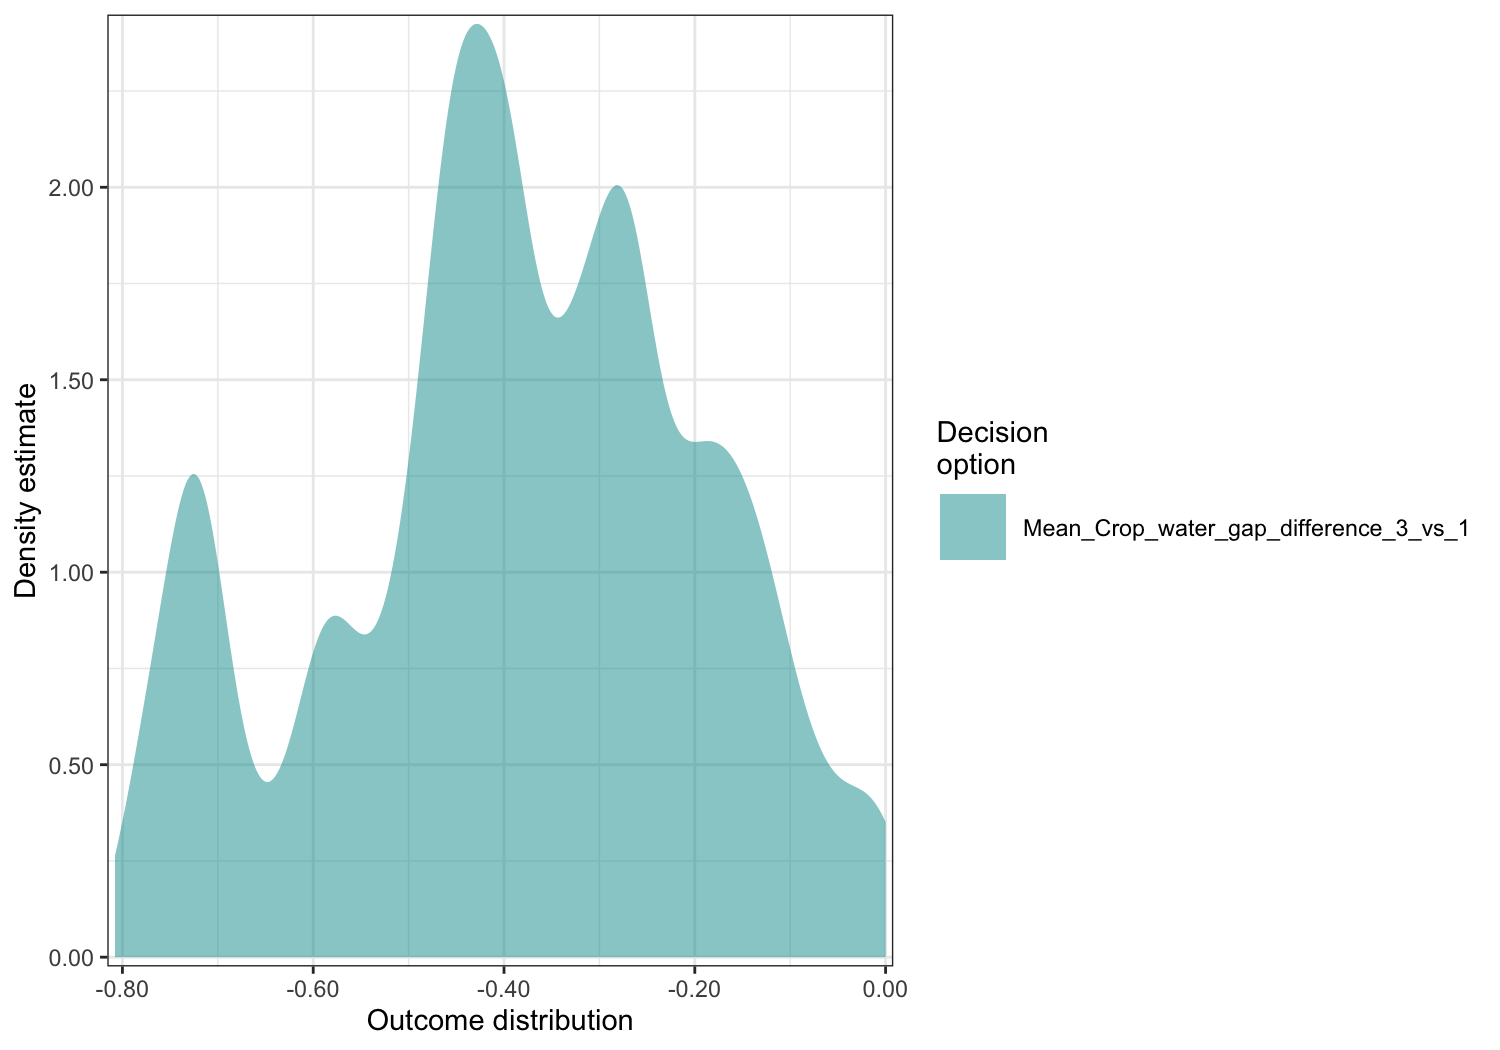 Density estimate
2.00
1.50
1.00
0.50
0.00
-0.80
-0.60
-0.40
-0.20
0.00
Outcome distribution
Decision
option
Mean_Crop_water_gap_difference_3_vs_1